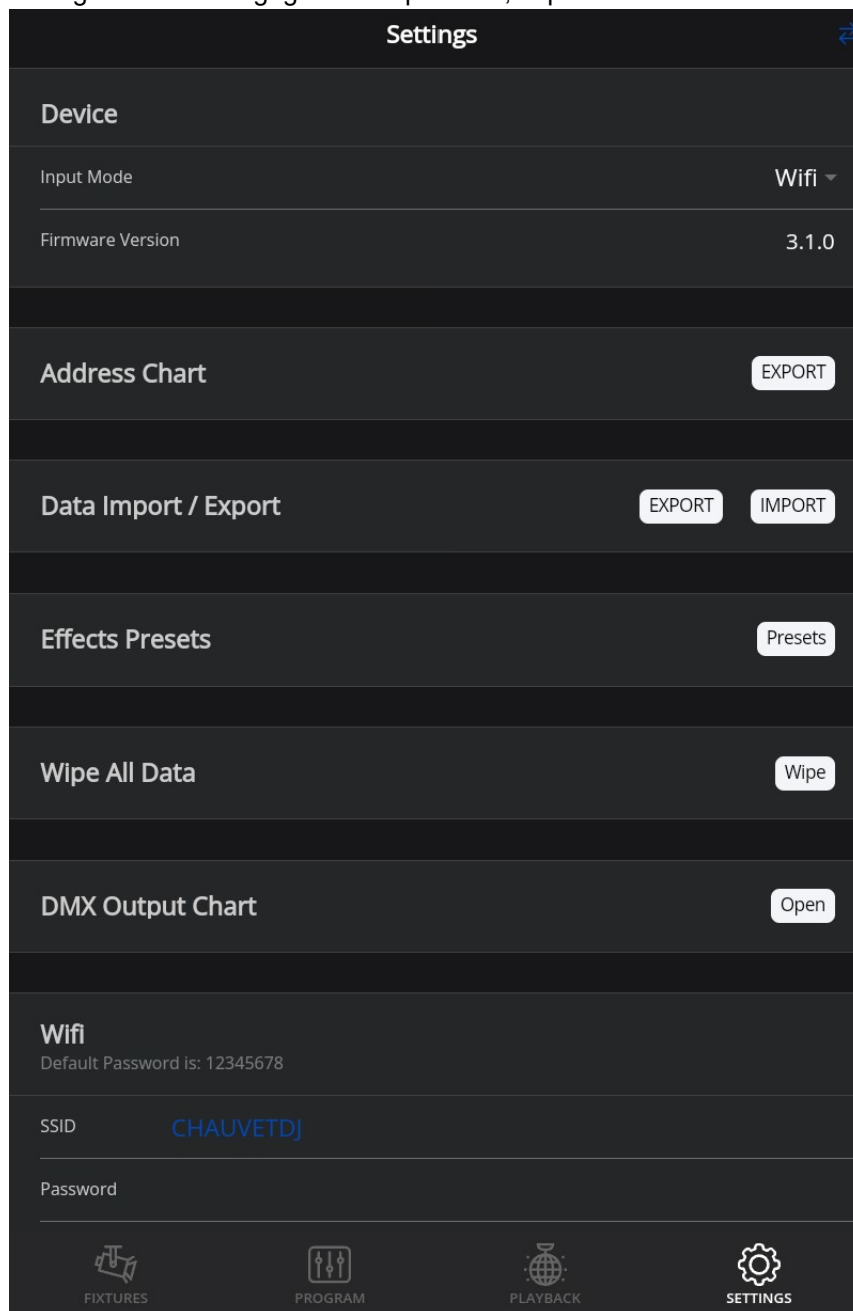 Settings
Device
Input Mode Wifi
Firmware Version 3.1.0
Address Chart EXPORT
Data Import / Export EXPORT IMPORT
Effects Presets Presets
Wipe All Data Wipe
DMX Output Chart Open
Wifi
Default Password is: 12345678
SSID CHAUVETDJ
Password
FIXTURES PROGRAM PLAYBACK SETTINGS